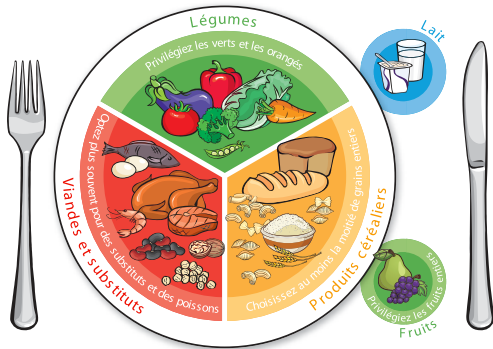 Légumes
Privilégiez les verts et les orangés
Lait
Viandes et substituts
Optez plus souvent pour des substituts et des poissons
Produits céréaliers
Choisissez au moins la moitié de grains entiers
Privilégiez les fruits entiers
Fruits